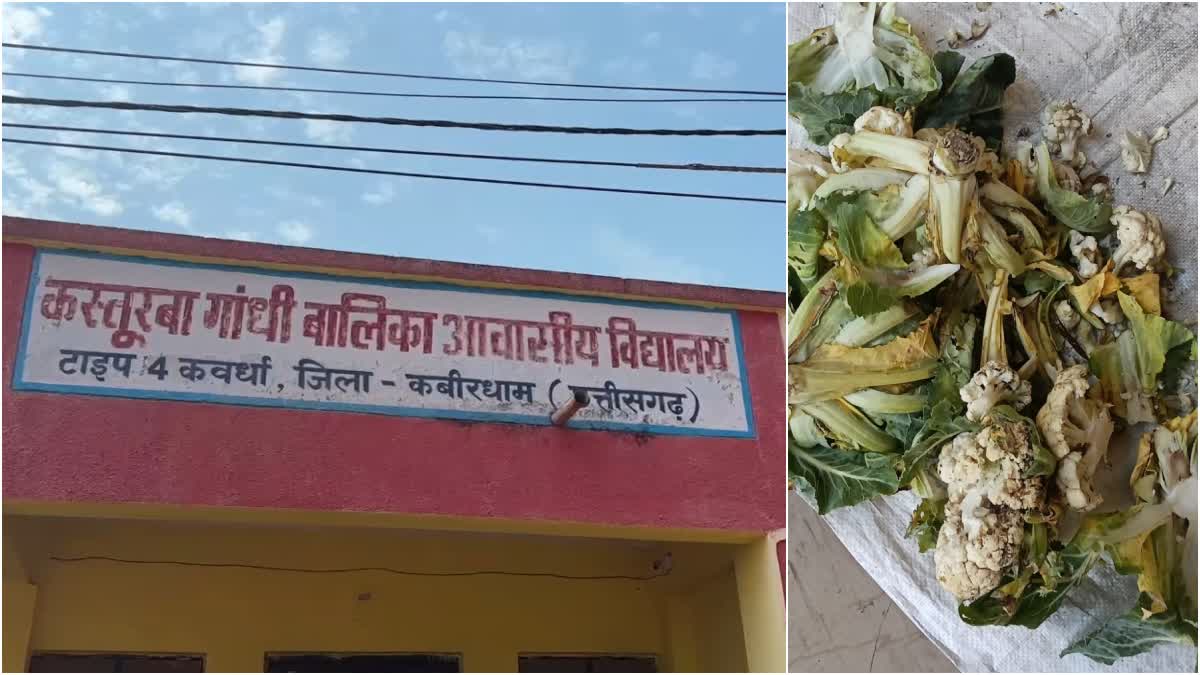 कस्तूरबा गांधी बालिका आवासीय विद्यालय
टाइप 4 कवर्धा, जिला - कबीरधाम ( छत्तीसगढ़)